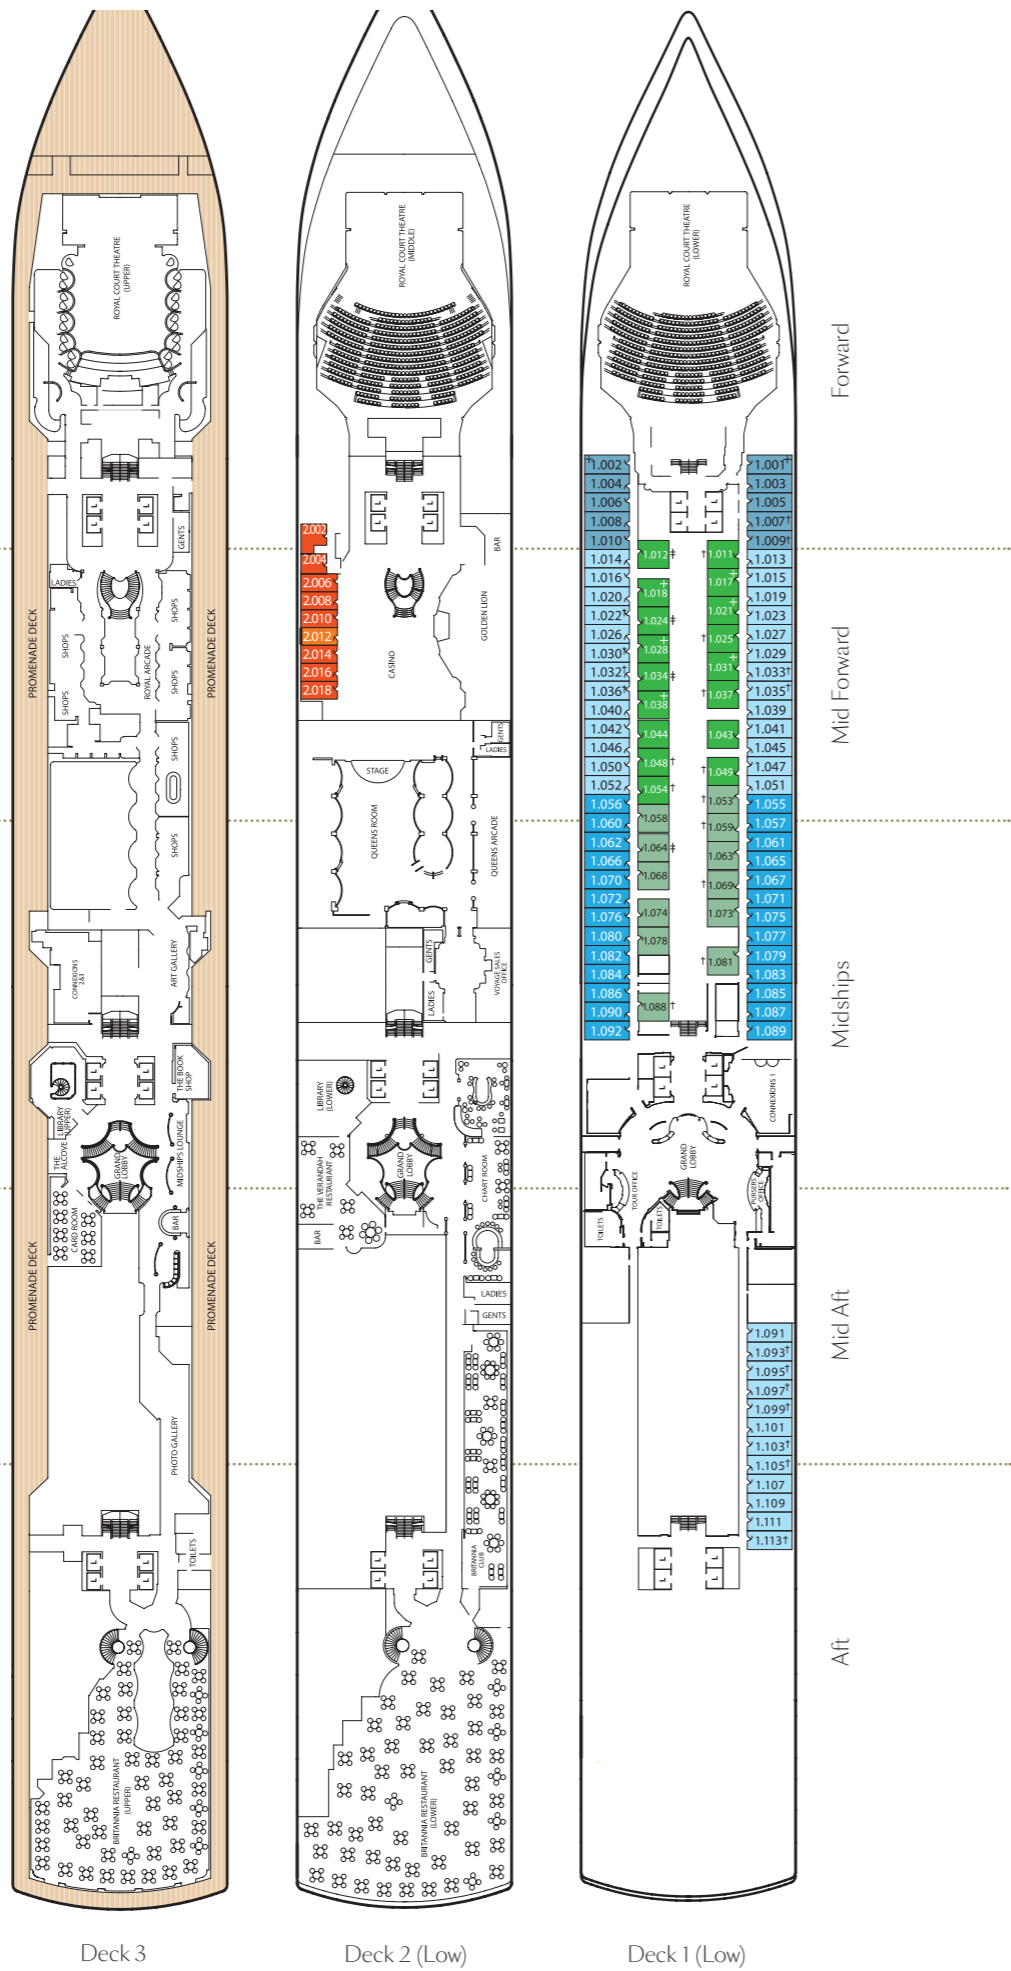 ROYAL COURT THEATRE
(UPPER)
GENTS
LADIES
SHOPS
SHOPS
ROYAL ARCADE
SHOPS
SHOPS
SHOPS
SHOPS
PROMENADE DECK
PROMENADE DECK
CONNEXIONS
2&3
ART GALLERY
L
L
L
L
THE BOOK
SHOP
LIBRARY
(UPPER)
THE
ALCOVE
GRAND
LOBBY
MIDSHIPS LOUNGE
CARD ROOM
BAR
PROMENADE DECK
PROMENADE DECK
PHOTO GALLERY
TOILETS
BRITANNIA RESTAURANT
(UPPER)
Deck 3
ROYAL COURT THEATRE
(MIDDLE)
2.002
2.004
2.006
2.008
2.010
2.012
2.014
2.016
2.018
BAR
GOLDEN LION
CASINO
GENTS
LADIES
STAGE
QUEENS ROOM
QUEENS ARCADE
GENTS
LADIES
VOYAGE SALES
OFFICE
LIBRARY
(LOWER)
THE VERANDAH
RESTAURANT
GRAND
LOBBY
CHART ROOM
BAR
LADIES
GENTS
BRITANNIA
CLUB
BRITANNIA RESTAURANT
(LOWER)
Deck 2 (Low)
ROYAL COURT THEATRE
(LOWER)
1.002
1.004
1.006
1.008
1.010
1.014
1.016
1.020
1.022†
1.026
1.030†
1.032†
1.036†
1.040
1.042
1.046
1.050
1.052
1.056
1.060
1.062
1.066
1.070
1.072
1.076
1.080
1.082
1.084
1.086
1.090
1.092
1.012 ‡
1.018
1.024 ‡
1.028
1.034 ‡
1.038
1.044
1.048 †
1.054 †
1.058
1.064 ‡
1.068
1.074
1.078
1.088 †
† 1.011
1.017
1.021
† 1.025
1.031
† 1.037
1.043
† 1.049
† 1.053
† 1.059
1.063
† 1.069
1.073
† 1.081
1.001
1.003
1.005
1.007†
1.009†
1.013
1.015
1.019
1.023
1.027
1.029
1.033†
1.035†
1.039
1.041
1.045
1.047
1.051
1.055
1.057
1.061
1.065
1.067
1.071
1.075
1.077
1.079
1.083
1.085
1.087
1.089
CONNEXIONS 1
GRAND
LOBBY
TOUR OFFICE
PURSERS
OFFICE
TOILETS
TOILETS
1.091
1.093†
1.095†
1.097†
1.099†
1.101
1.103†
1.105†
1.107
1.109
1.111
1.113†
Deck 1 (Low)
Forward
Mid Forward
Midships
Mid Aft
Aft